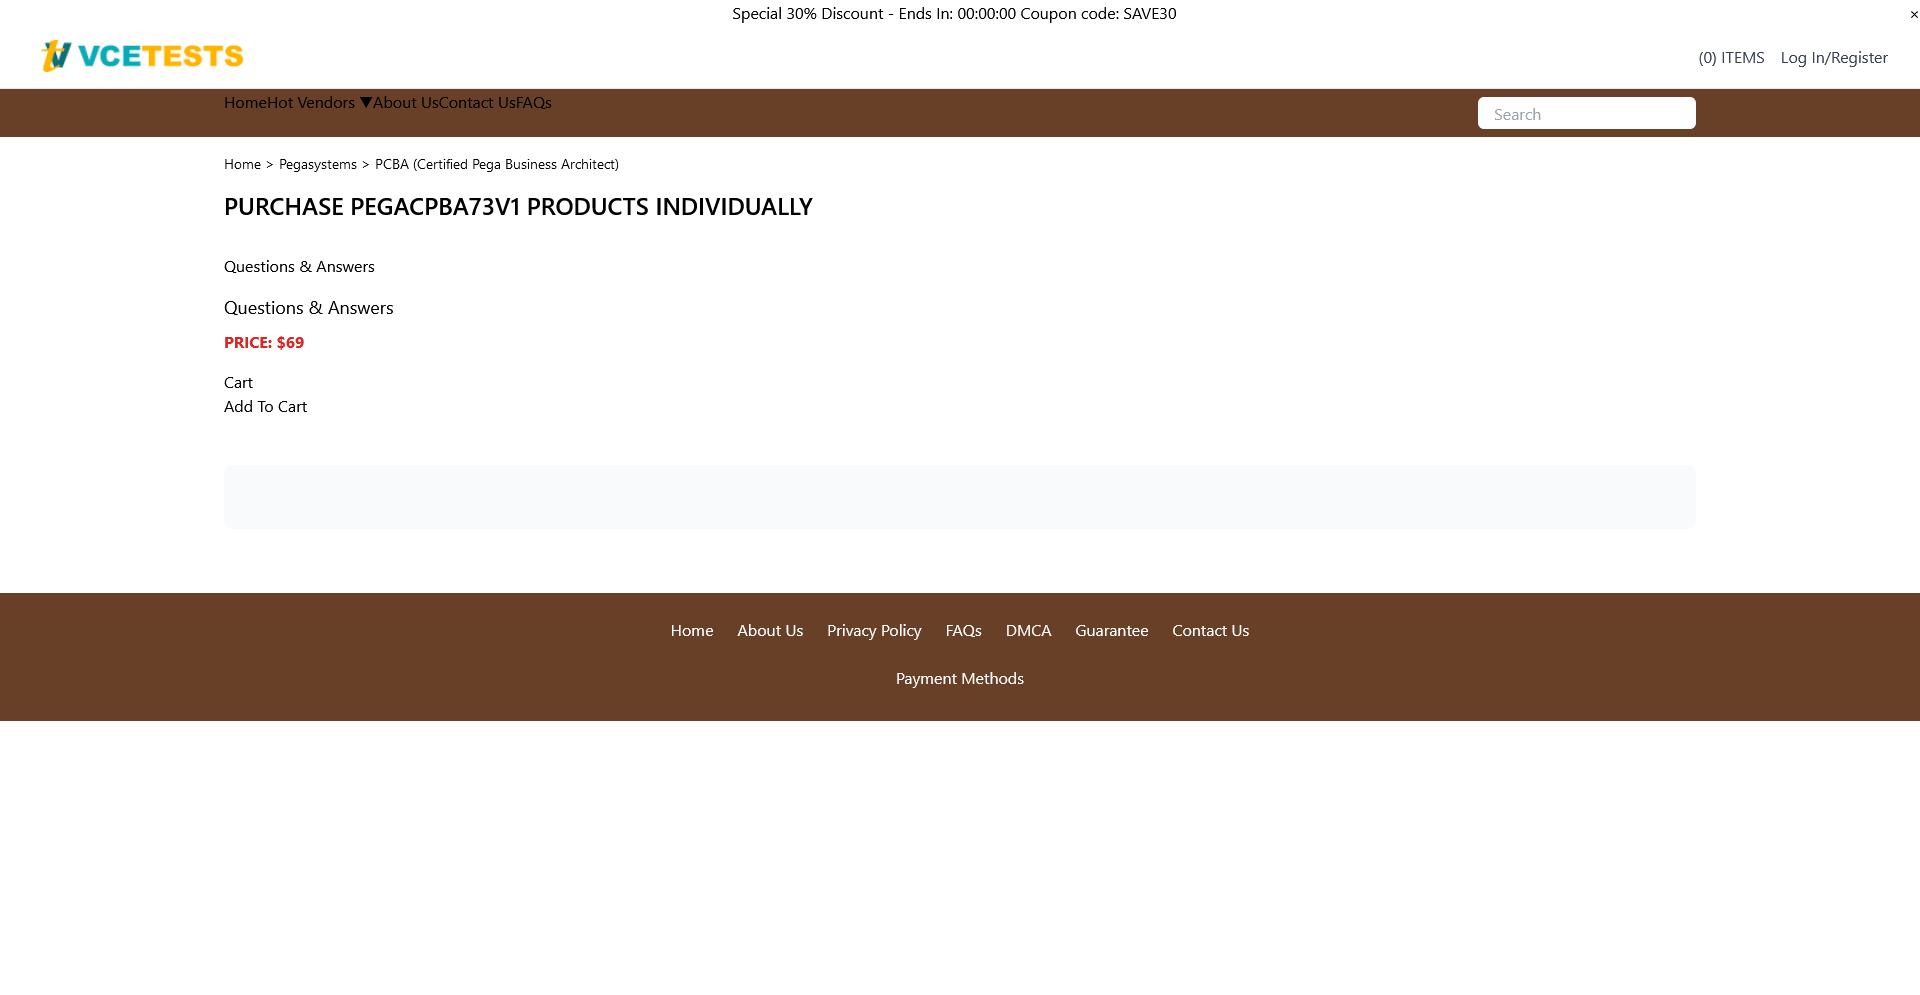 Special 30% Discount - Ends In: 00:00:00 Coupon code: SAVE30
×
VCETESTS
(0) ITEMS Log In/Register
HomeHot Vendors ▼About UsContact UsFAQs
Search
Home > Pegasystems > PCBA (Certified Pega Business Architect)
PURCHASE PEGACPBA73V1 PRODUCTS INDIVIDUALLY
Questions & Answers
Questions & Answers
PRICE: $69
Cart
Add To Cart
Home About Us Privacy Policy FAQs DMCA Guarantee Contact Us
Payment Methods